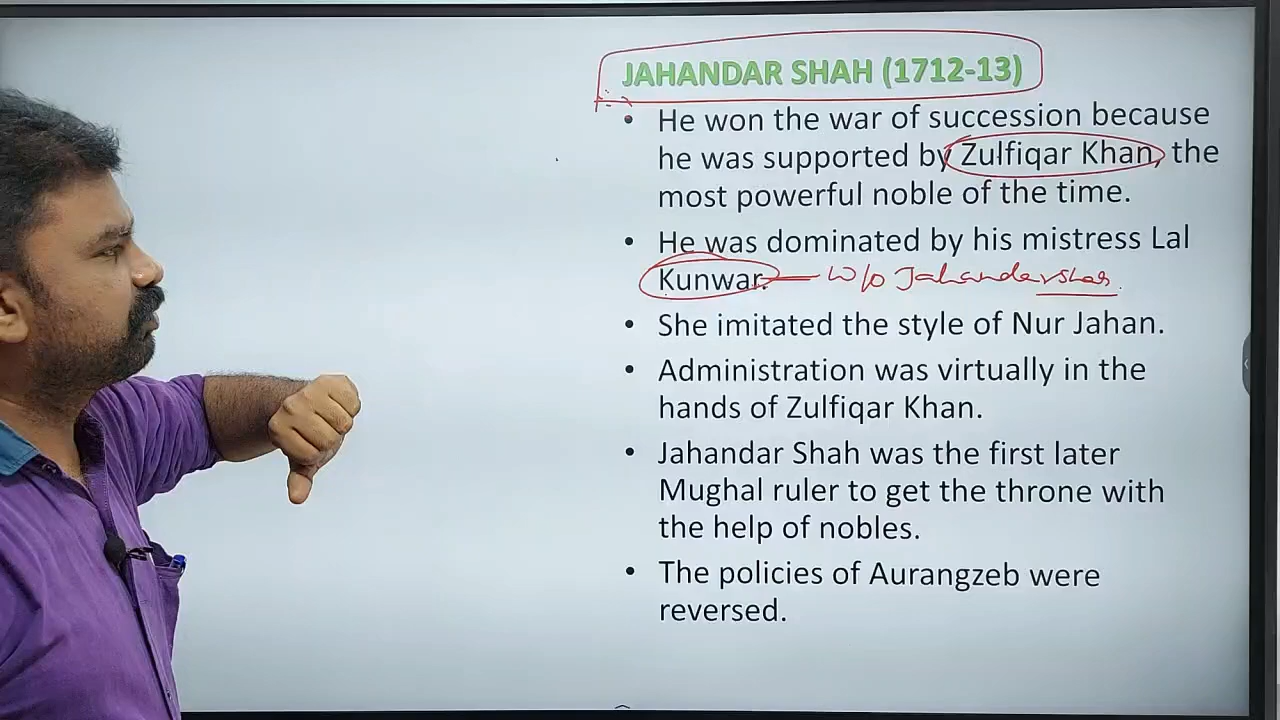 JAHANDAR SHAH (1712-13)
• He won the war of succession because
he was supported by Zulfiqar Khan, the
most powerful noble of the time.
• He was dominated by his mistress Lal
Kunwar. — W/o Jahandarshah
• She imitated the style of Nur Jahan.
• Administration was virtually in the
hands of Zulfiqar Khan.
• Jahandar Shah was the first later
Mughal ruler to get the throne with
the help of nobles.
• The policies of Aurangzeb were
reversed.